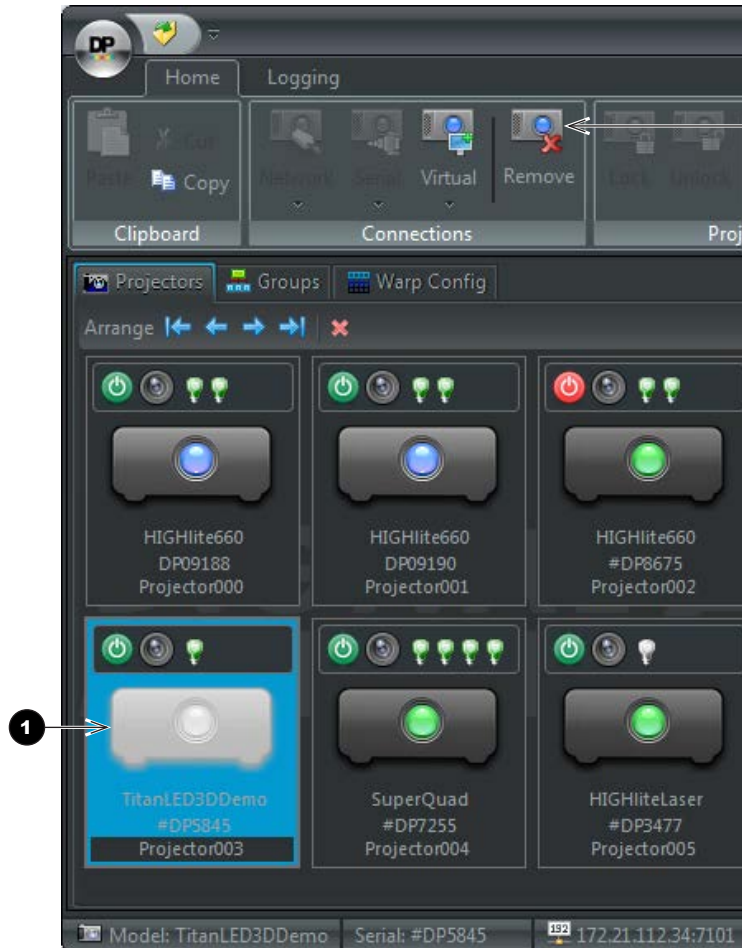 DP
Home Logging
Paste Cut Copy Network Serial Virtual Remove Lock Unlock
Clipboard Connections Proj
Projectors Groups Warp Config
Arrange
HIGHlite660 HIGHlite660 HIGHlite660
DP09188 DP09190 #DP8675
Projector000 Projector001 Projector002
1
TitanLED3DDemo SuperQuad HIGHliteLaser
#DP5845 #DP7255 #DP3477
Projector003 Projector004 Projector005
Model: TitanLED3DDemo Serial: #DP5845 192 172.21.112.34:7101